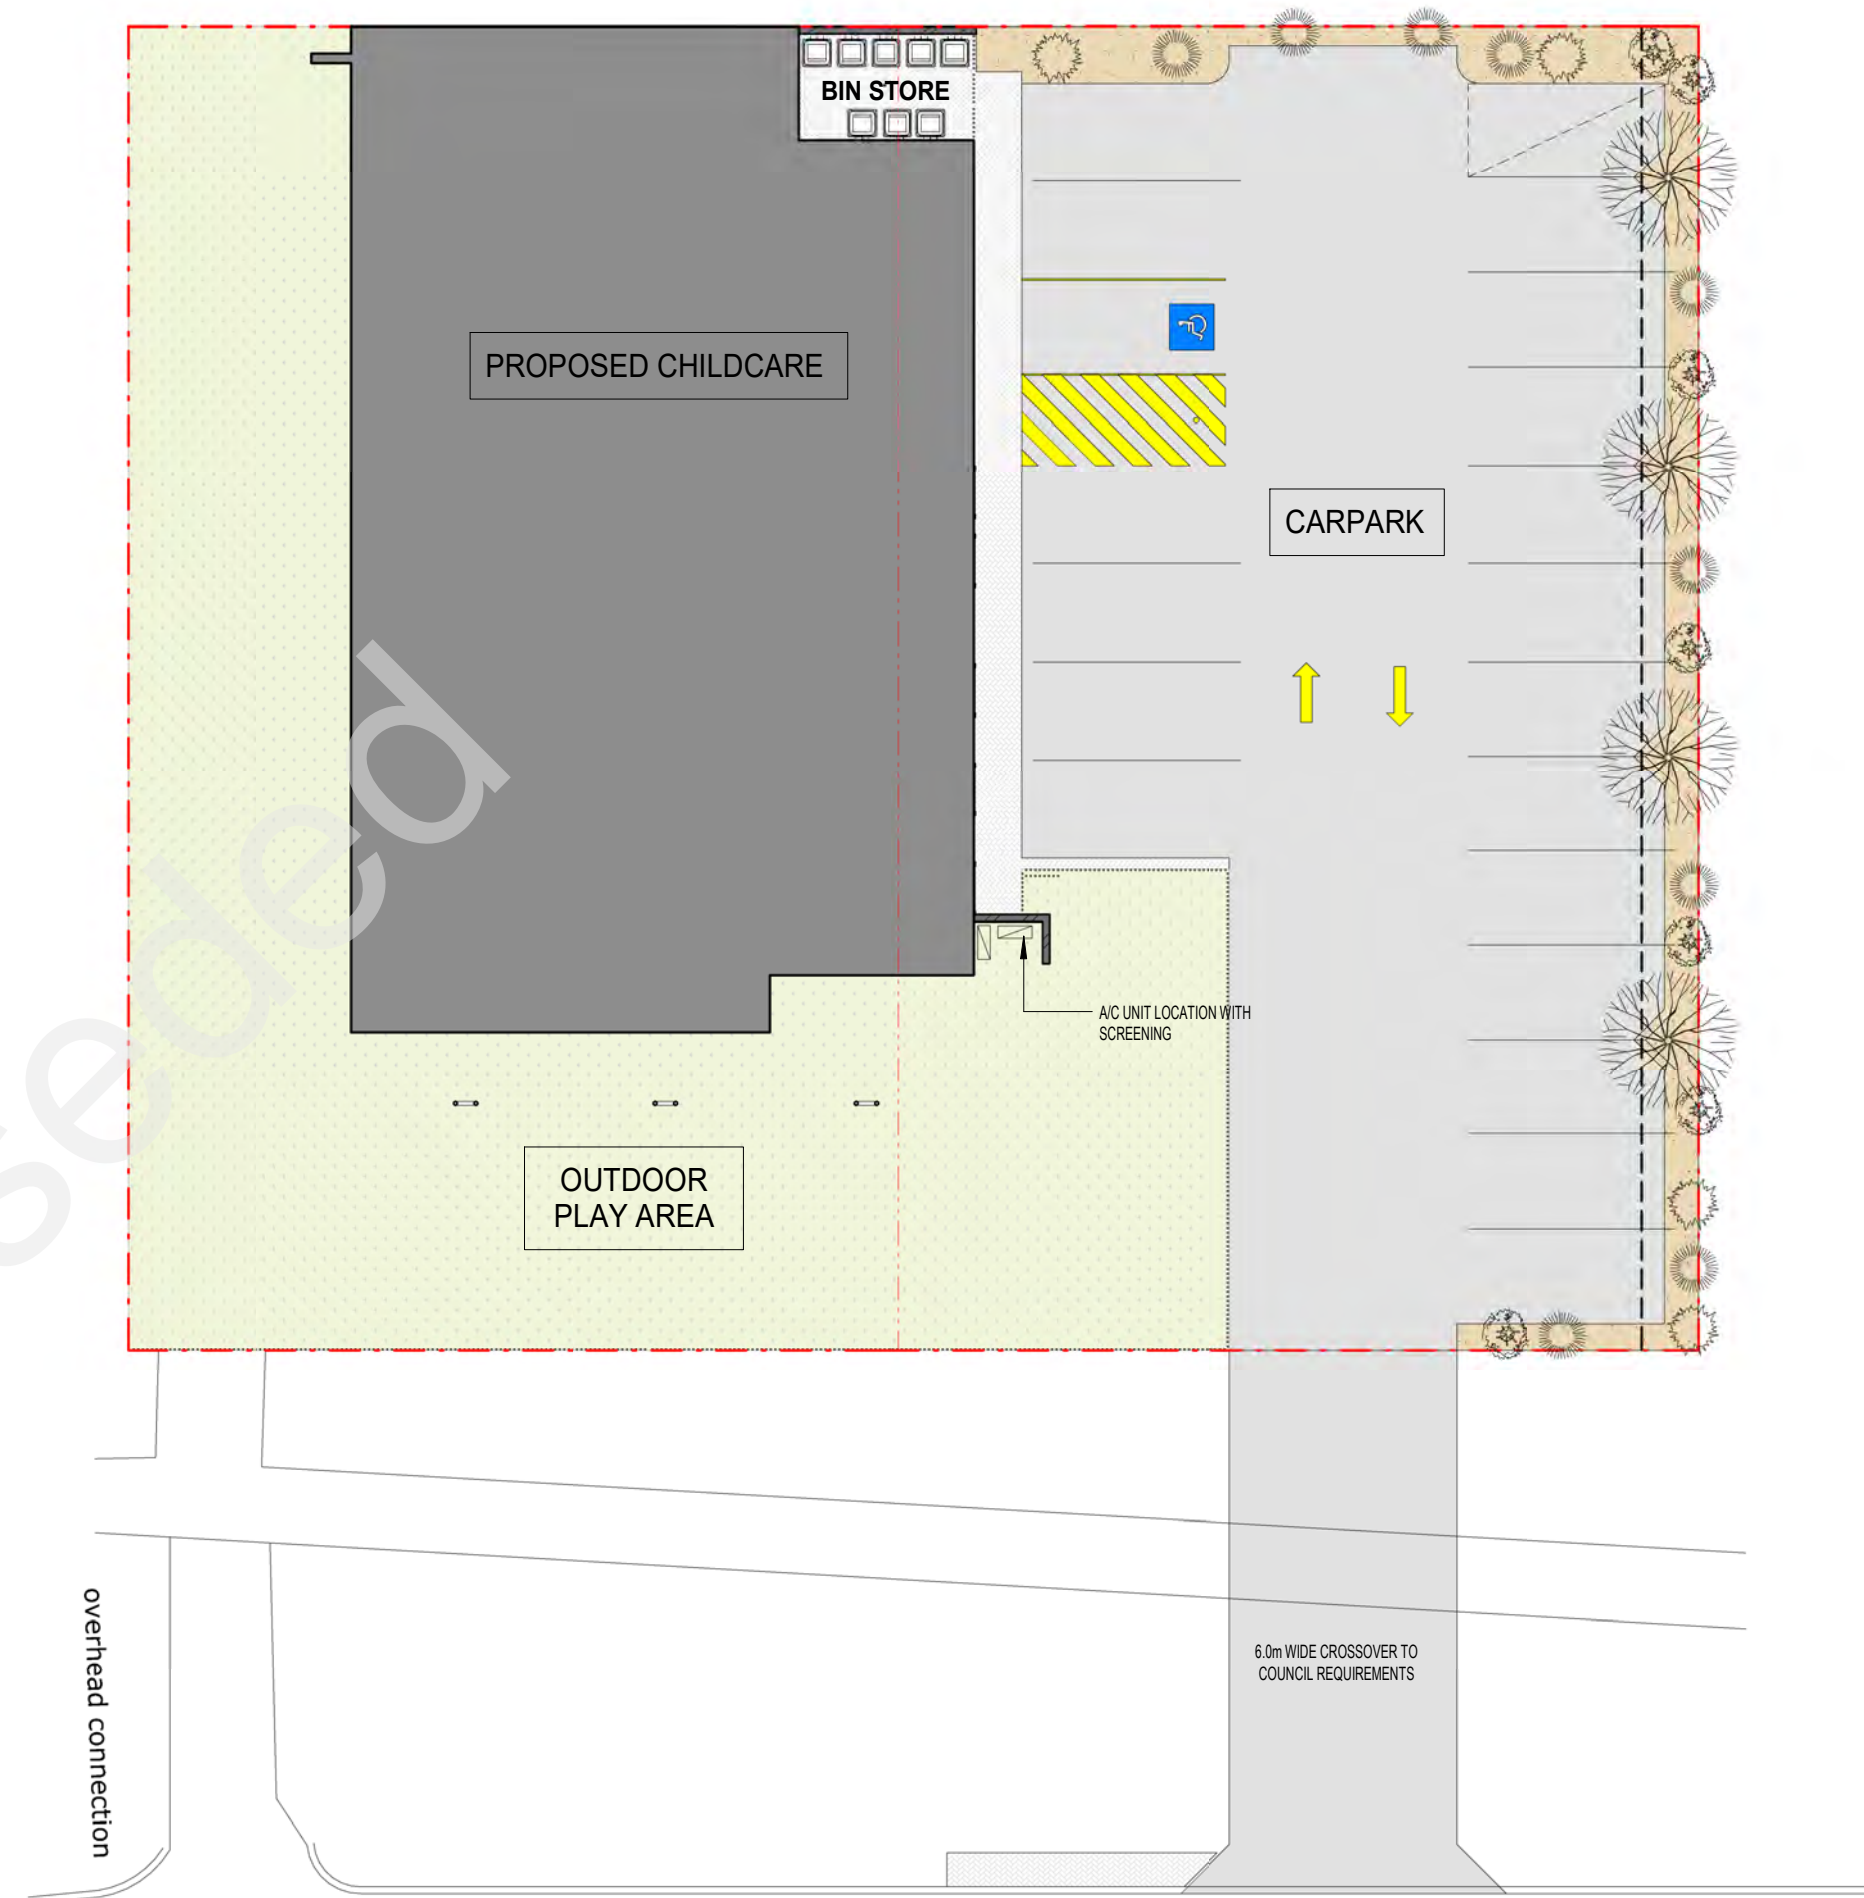 BIN STORE
PROPOSED CHILDCARE
CARPARK
A/C UNIT LOCATION WITH
SCREENING
OUTDOOR
PLAY AREA
6.0m WIDE CROSSOVER TO
COUNCIL REQUIREMENTS
overhead connection
seded